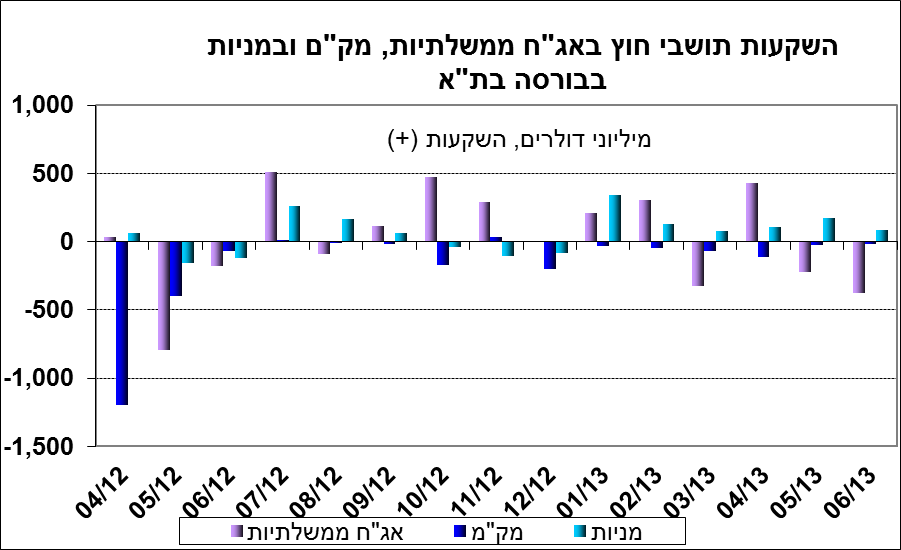 השקעות תושבי חוץ באג"ח ממשלתיות, מק"ם ובמניות
בבורסה בת"א
מיליוני דולרים, השקעות (+)
1,000
500
0
-500
-1,000
-1,500
04/12 05/12 06/12 07/12 08/12 09/12 10/12 11/12 12/12 01/13 02/13 03/13 04/13 05/13 06/13
אג"ח ממשלתיות מק"מ מניות